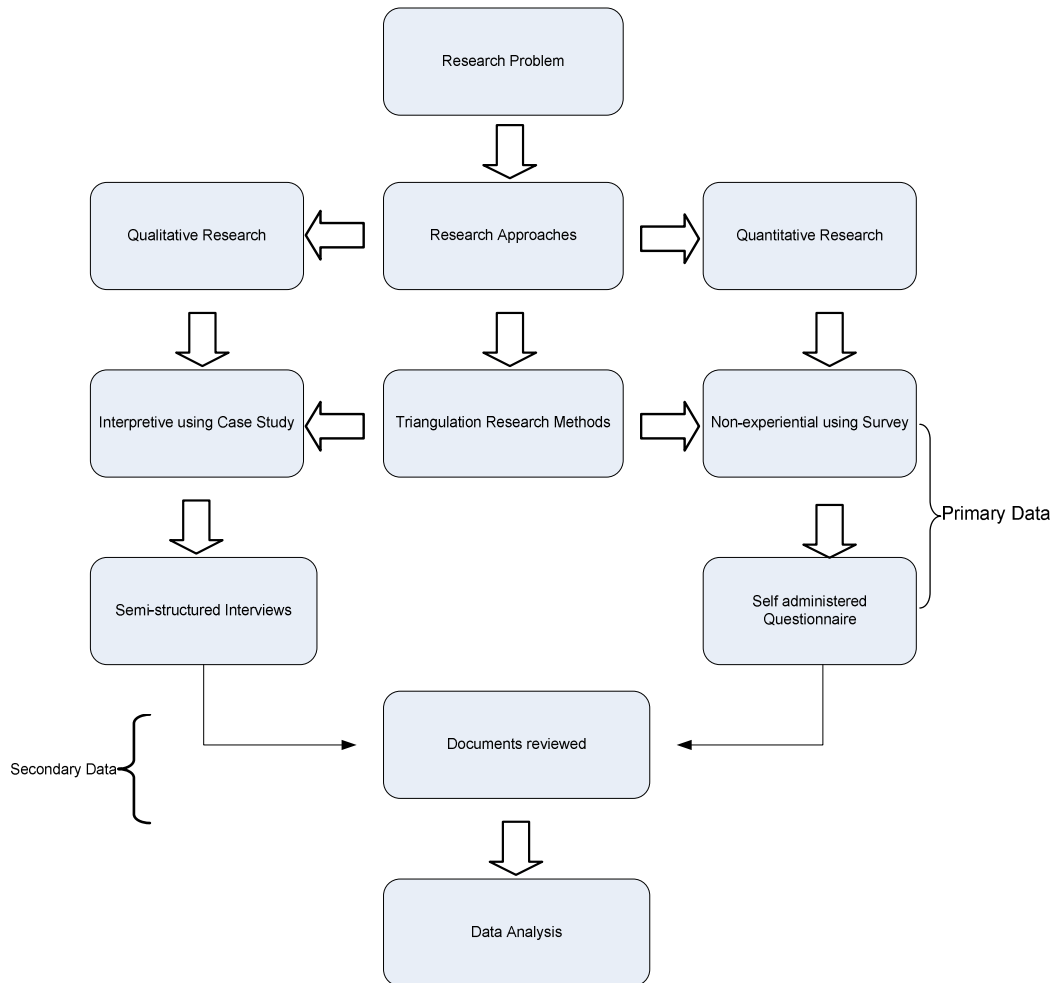 Research Problem
Qualitative Research
Research Approaches
Quantitative Research
Interpretive using Case Study
Triangulation Research Methods
Non-experiential using Survey
Primary Data
Semi-structured Interviews
Self administered
Questionnaire
Documents reviewed
Secondary Data
Data Analysis